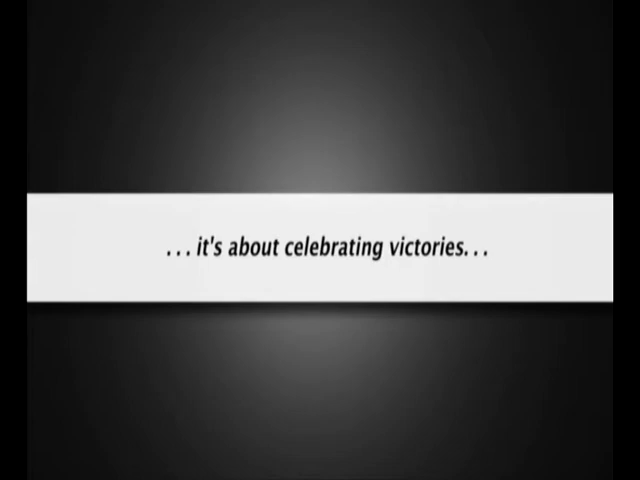 . . . it's about celebrating victories. . .